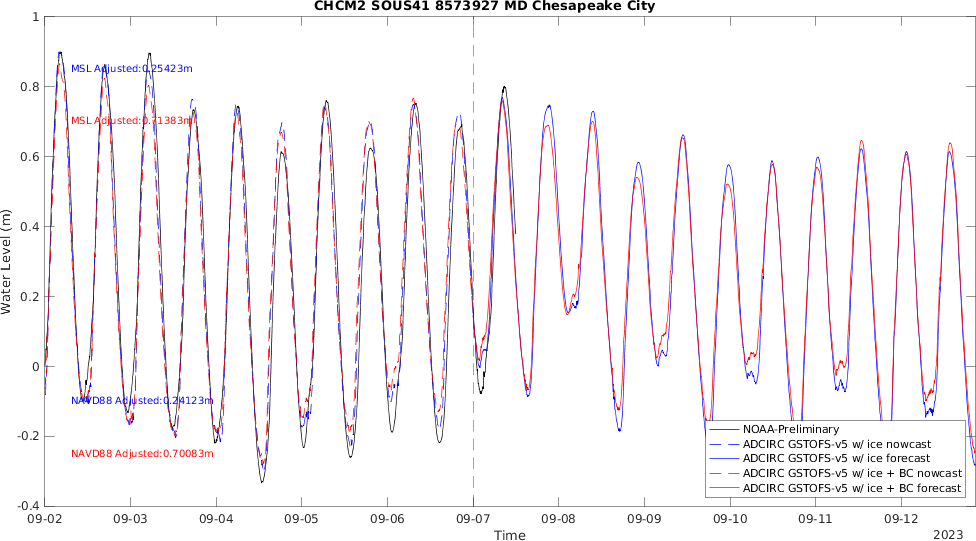 CHCM2 SOUS41 8573927 MD Chesapeake City
1
0.8
0.6
0.4
0.2
0
-0.2
-0.4
Water Level (m)
MSL Adjusted:0.25423m
MSL Adjusted:0.71383m
NAVD88 Adjusted:0.24123m
NAVD88 Adjusted:0.70083m
NOAA-Preliminary
ADCIRC GSTOFS-v5 w/ ice nowcast
ADCIRC GSTOFS-v5 w/ ice forecast
ADCIRC GSTOFS-v5 w/ ice + BC nowcast
ADCIRC GSTOFS-v5 w/ ice + BC forecast
09-02 09-03 09-04 09-05 09-06 09-07 09-08 09-09 09-10 09-11 09-12
Time
2023